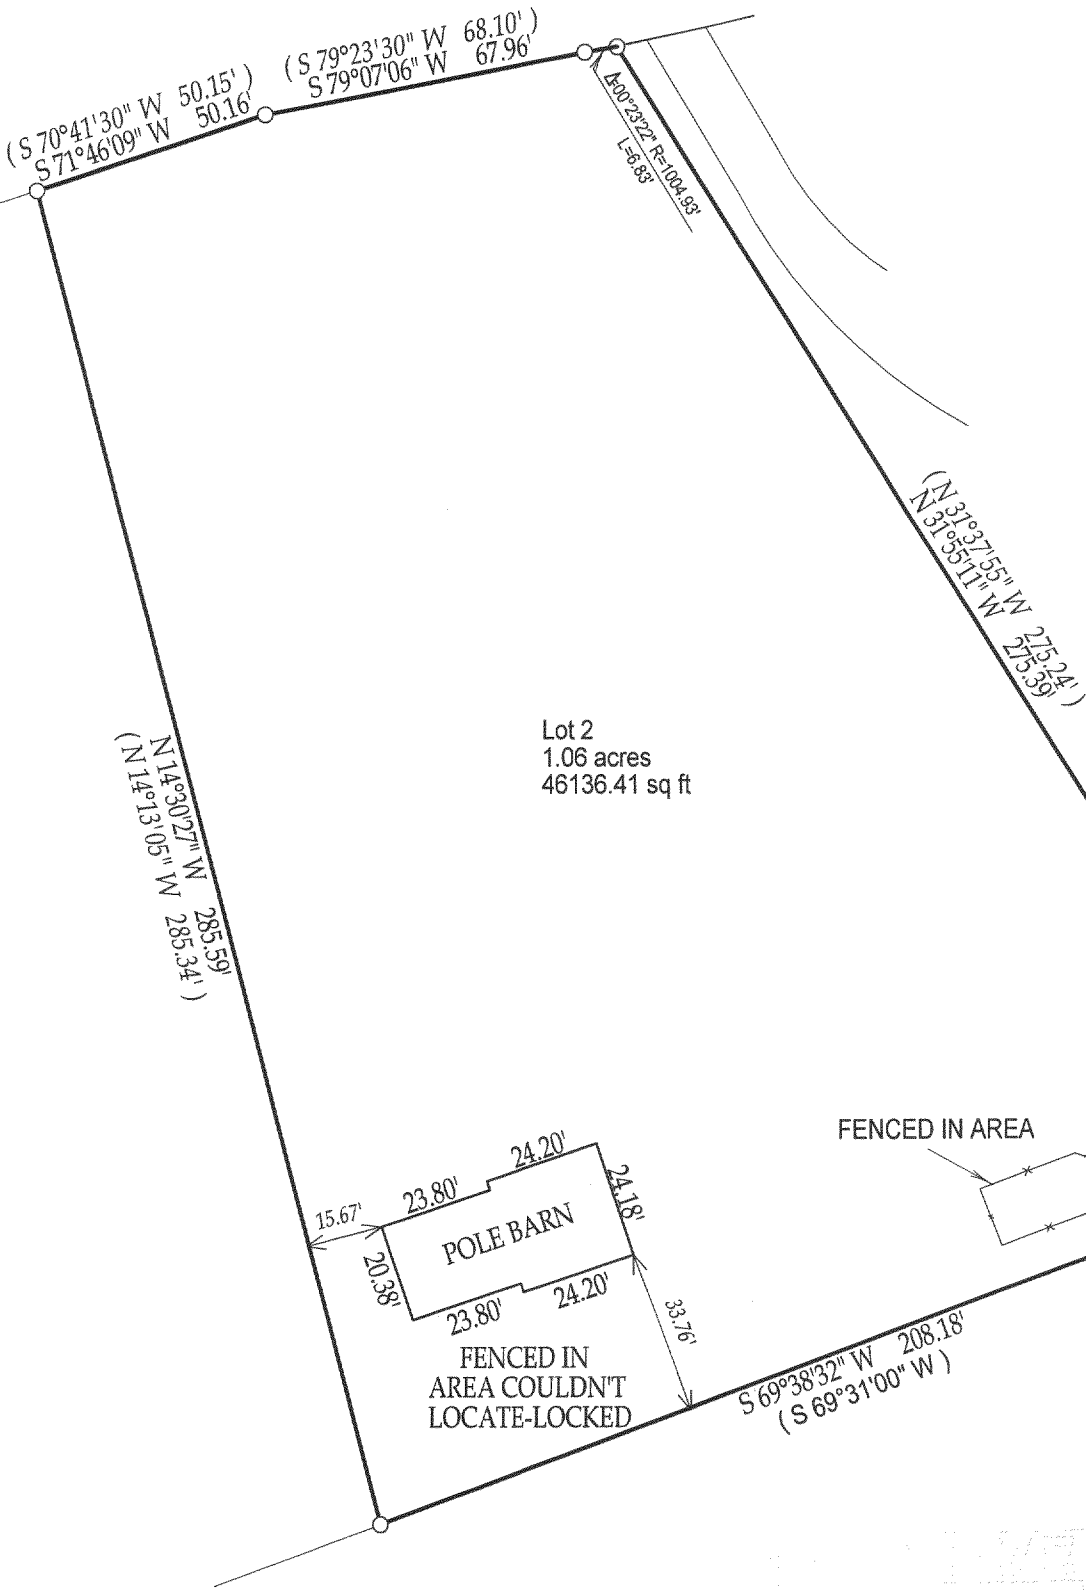 ( S 70°41'30" W 50.15' )
S 71°46'09" W 50.16'
( S 79°23'30" W 68.10' )
S 79°07'06" W 67.96'
Δ=00°23'22" R=1004.93'
L=6.83'
( N 31°37'55" W 275.24' )
N 31°55'11" W 275.39'
Lot 2
1.06 acres
46136.41 sq ft
N 14°30'27" W 285.59'
( N 14°13'05" W 285.34' )
FENCED IN AREA
24.20'
23.80'
24.18'
15.67'
POLE BARN
20.38'
24.20'
23.80'
33.76'
FENCED IN
AREA COULDN'T
LOCATE-LOCKED
S 69°38'32" W 208.18'
( S 69°31'00" W )